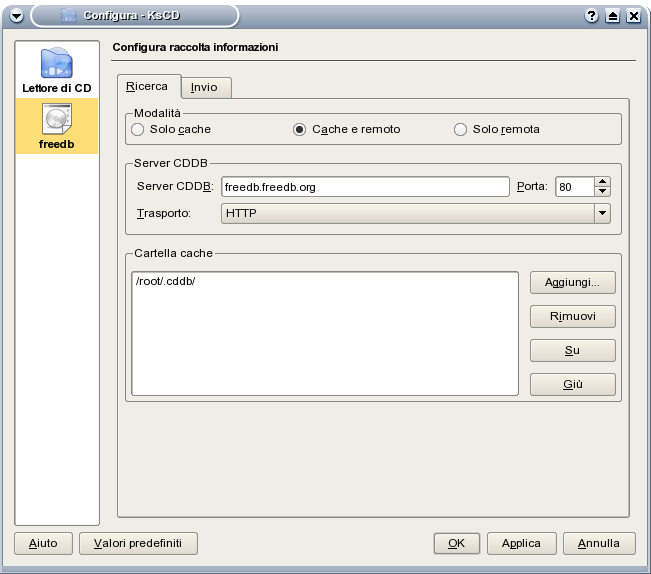 Configura - KsCD
Lettore di CD
freedb
Configura raccolta informazioni
Ricerca
Invio
Modalità
Solo cache
Cache e remoto
Solo remota
Server CDDB
Server CDDB:
freedb.freedb.org
Porta:
80
Trasporto:
HTTP
Cartella cache
/root/.cddb/
Aggiungi...
Rimuovi
Su
Giù
Aiuto
Valori predefiniti
OK
Applica
Annulla